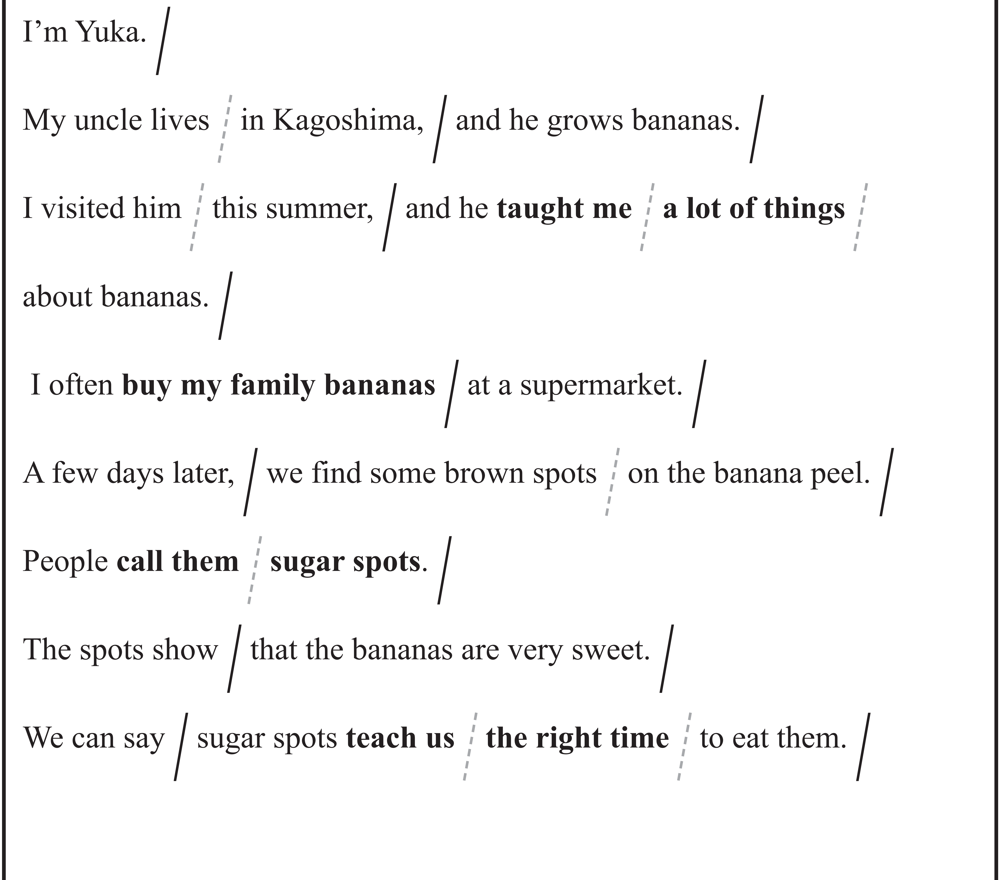 I’m Yuka. /
My uncle lives / in Kagoshima, / and he grows bananas. /
I visited him / this summer, / and he taught me / a lot of things /
about bananas. /
I often buy my family bananas / at a supermarket. /
A few days later, / we find some brown spots / on the banana peel. /
People call them / sugar spots. /
The spots show / that the bananas are very sweet. /
We can say / sugar spots teach us / the right time / to eat them. /